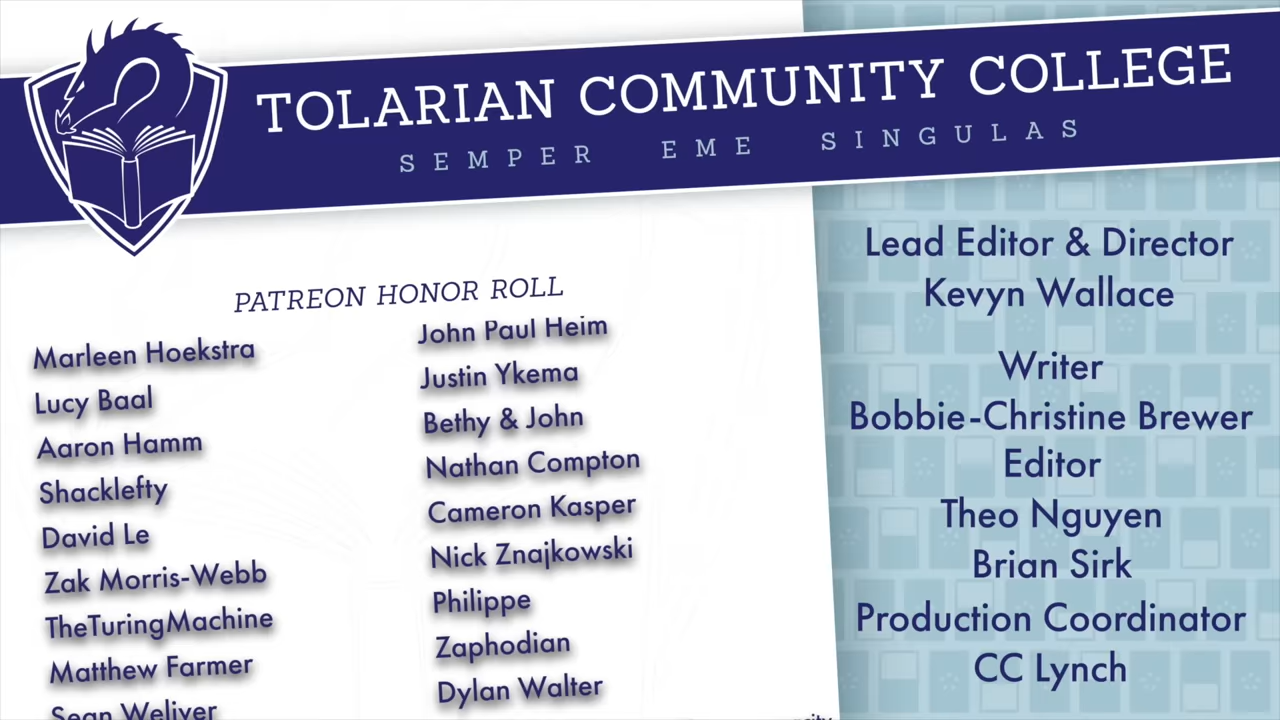 TOLARIAN COMMUNITY COLLEGE
SEMPER EME SINGULAS
PATREON HONOR ROLL
Marleen Hoekstra
Lucy Baal
Aaron Hamm
Shacklefty
David Le
Zak Morris-Webb
TheTuringMachine
Matthew Farmer
Sean Weliver
John Paul Heim
Justin Ykema
Bethy & John
Nathan Compton
Cameron Kasper
Nick Znajkowski
Philippe
Zaphodian
Dylan Walter
Lead Editor & Director
Kevyn Wallace
Writer
Bobbie-Christine Brewer
Editor
Theo Nguyen
Brian Sirk
Production Coordinator
CC Lynch